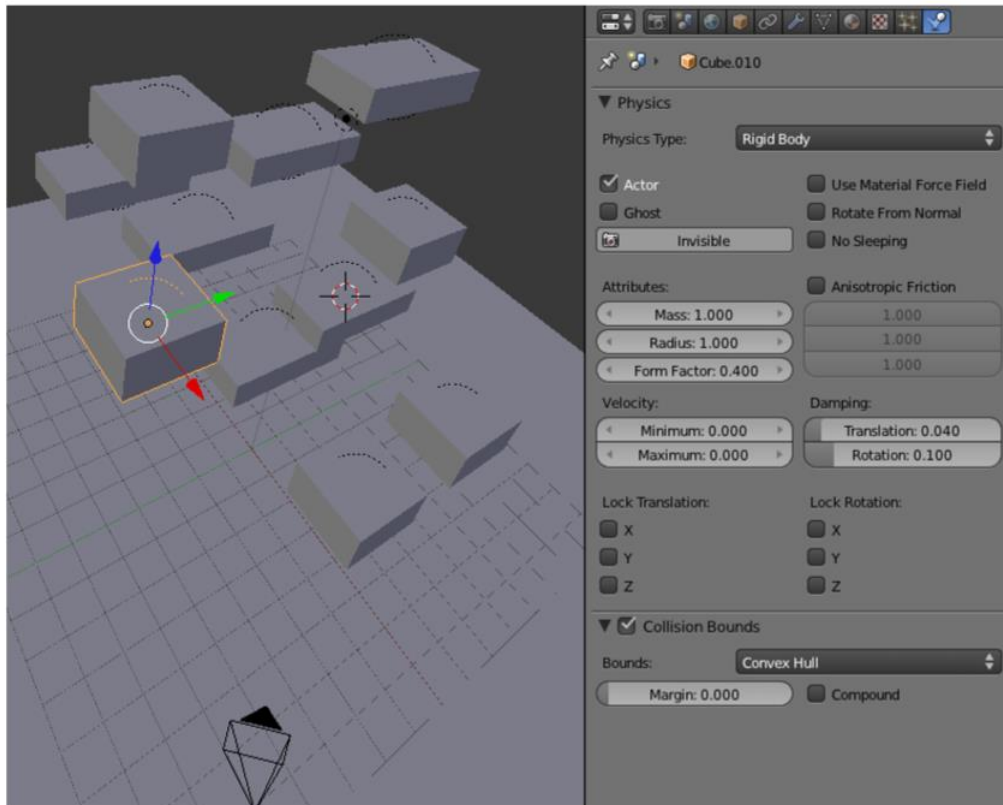 Cube.010
Physics
Physics Type: Rigid Body
Actor
Use Material Force Field
Ghost
Rotate From Normal
Invisible
No Sleeping
Attributes:
Anisotropic Friction
Mass: 1.000
1.000
Radius: 1.000
1.000
Form Factor: 0.400
1.000
Velocity:
Damping:
Minimum: 0.000
Translation: 0.040
Maximum: 0.000
Rotation: 0.100
Lock Translation:
Lock Rotation:
X
X
Y
Y
Z
Z
Collision Bounds
Bounds: Convex Hull
Margin: 0.000
Compound